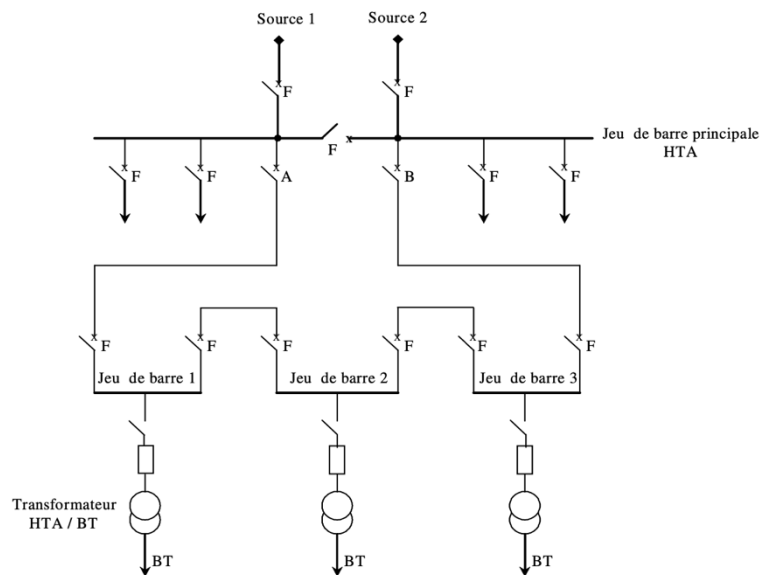 Source 1
Source 2
F
F
F
Jeu de barre principale
HTA
F
F
A
B
F
F
F
F
F
F
F
F
Jeu de barre 1
Jeu de barre 2
Jeu de barre 3
Transformateur
HTA / BT
BT
BT
BT